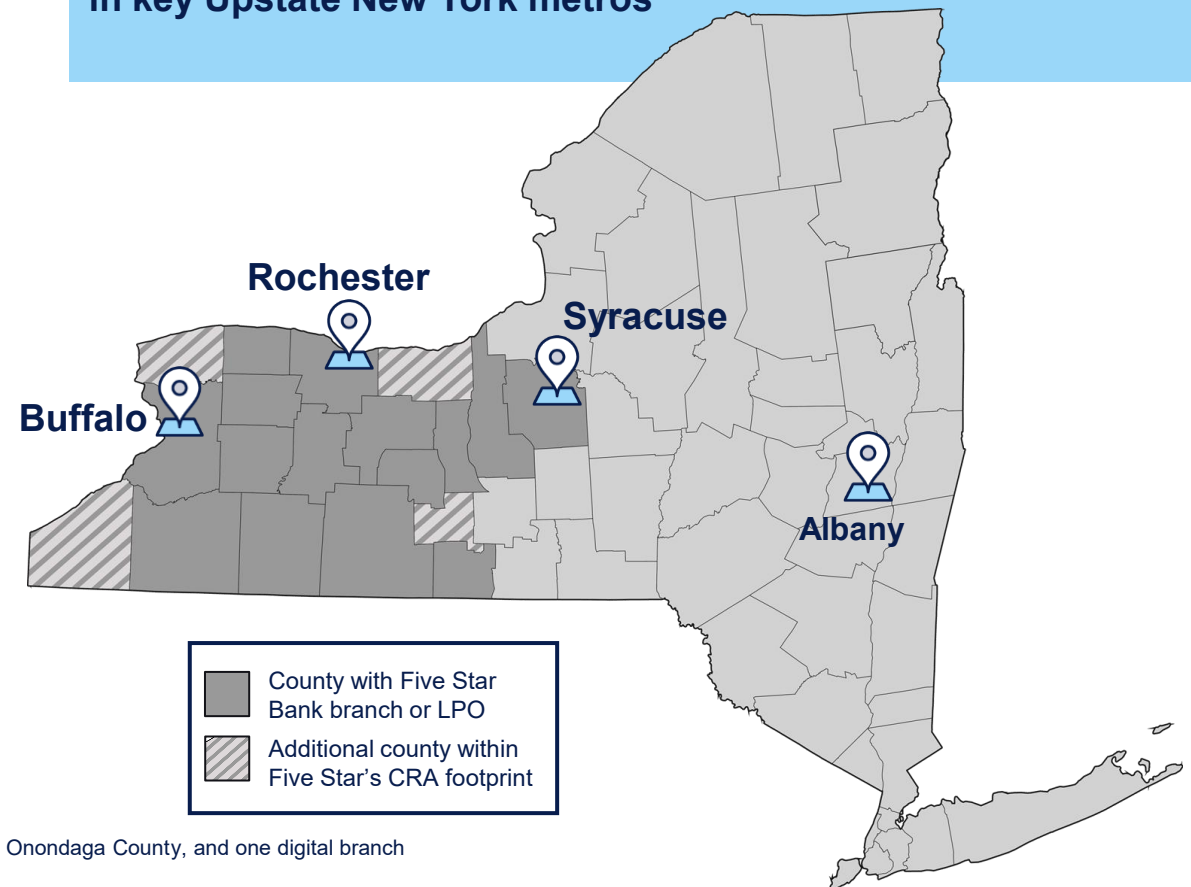 in key Upstate New York metros
Rochester
Syracuse
Buffalo
Albany
County with Five Star
Bank branch or LPO
Additional county within
Five Star’s CRA footprint
Onondaga County, and one digital branch